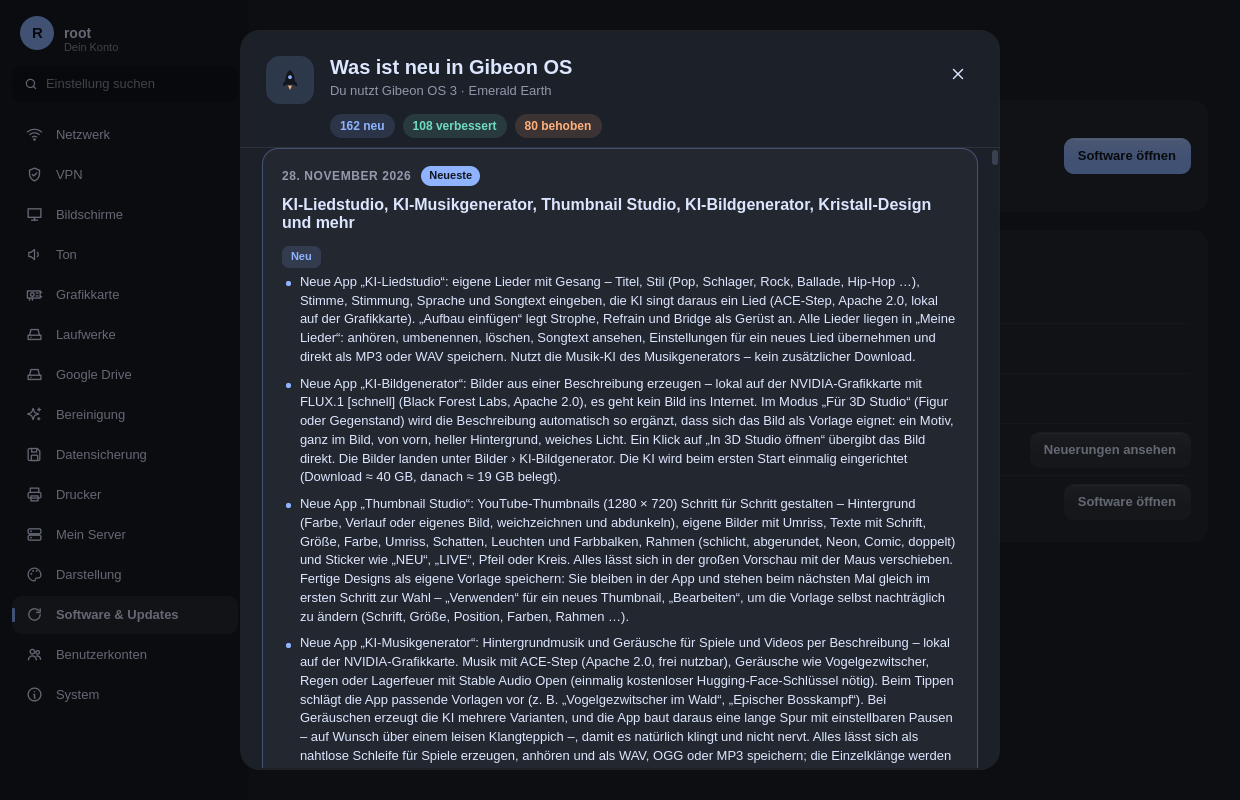 R
root
Dein Konto
Einstellung suchen
Netzwerk
VPN
Bildschirme
Ton
Grafikkarte
Laufwerke
Google Drive
Bereinigung
Datensicherung
Drucker
Mein Server
Darstellung
Software & Updates
Benutzerkonten
System
Was ist neu in Gibeon OS
Du nutzt Gibeon OS 3 · Emerald Earth
162 neu
108 verbessert
80 behoben
28. NOVEMBER 2026
Neueste
KI-Liedstudio, KI-Musikgenerator, Thumbnail Studio, KI-Bildgenerator, Kristall-Design
und mehr
Neu
Neue App „KI-Liedstudio“: eigene Lieder mit Gesang – Titel, Stil (Pop, Schlager, Rock, Ballade, Hip-Hop …),
Stimme, Stimmung, Sprache und Songtext eingeben, die KI singt daraus ein Lied (ACE-Step, Apache 2.0, lokal
auf der Grafikkarte). „Aufbau einfügen“ legt Strophe, Refrain und Bridge als Gerüst an. Alle Lieder liegen in „Meine
Lieder“: anhören, umbenennen, löschen, Songtext ansehen, Einstellungen für ein neues Lied übernehmen und
direkt als MP3 oder WAV speichern. Nutzt die Musik-KI des Musikgenerators – kein zusätzlicher Download.
Neue App „KI-Bildgenerator“: Bilder aus einer Beschreibung erzeugen – lokal auf der NVIDIA-Grafikkarte mit
FLUX.1 [schnell] (Black Forest Labs, Apache 2.0), es geht kein Bild ins Internet. Im Modus „Für 3D Studio“ (Figur
oder Gegenstand) wird die Beschreibung automatisch so ergänzt, dass sich das Bild als Vorlage eignet: ein Motiv,
ganz im Bild, von vorn, heller Hintergrund, weiches Licht. Ein Klick auf „In 3D Studio öffnen“ übergibt das Bild
direkt. Die Bilder landen unter Bilder › KI-Bildgenerator. Die KI wird beim ersten Start einmalig eingerichtet
(Download ≈ 40 GB, danach ≈ 19 GB belegt).
Neue App „Thumbnail Studio“: YouTube-Thumbnails (1280 × 720) Schritt für Schritt gestalten – Hintergrund
(Farbe, Verlauf oder eigenes Bild, weichzeichnen und abdunkeln), eigene Bilder mit Umriss, Texte mit Schrift,
Größe, Farbe, Umriss, Schatten, Leuchten und Farbbalken, Rahmen (schlicht, abgerundet, Neon, Comic, doppelt)
und Sticker wie „NEU“, „LIVE“, Pfeil oder Kreis. Alles lässt sich in der großen Vorschau mit der Maus verschieben.
Fertige Designs als eigene Vorlage speichern: Sie bleiben in der App und stehen beim nächsten Mal gleich im
ersten Schritt zur Wahl – „Verwenden“ für ein neues Thumbnail, „Bearbeiten“, um die Vorlage selbst nachträglich
zu ändern (Schrift, Größe, Position, Farben, Rahmen …).
Neue App „KI-Musikgenerator“: Hintergrundmusik und Geräusche für Spiele und Videos per Beschreibung – lokal
auf der NVIDIA-Grafikkarte. Musik mit ACE-Step (Apache 2.0, frei nutzbar), Geräusche wie Vogelgezwitscher,
Regen oder Lagerfeuer mit Stable Audio Open (einmalig kostenloser Hugging-Face-Schlüssel nötig). Beim Tippen
schlägt die App passende Vorlagen vor (z. B. „Vogelgezwitscher im Wald“, „Epischer Bosskampf“). Bei
Geräuschen erzeugt die KI mehrere Varianten, und die App baut daraus eine lange Spur mit einstellbaren Pausen
– auf Wunsch über einem leisen Klangteppich –, damit es natürlich klingt und nicht nervt. Alles lässt sich als
nahtlose Schleife für Spiele erzeugen, anhören und als WAV, OGG oder MP3 speichern; die Einzelklänge werden
Software öffnen
Neuerungen ansehen
Software öffnen